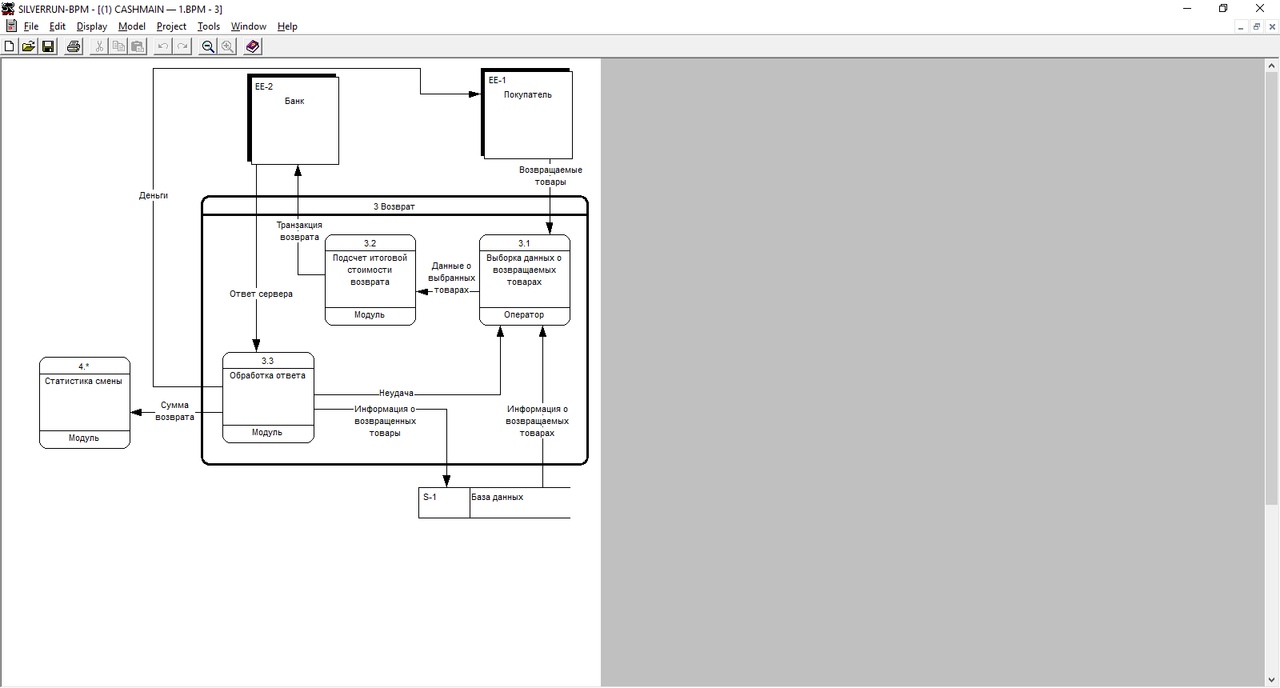 SILVERRUN-BPM - [(1) CASHMAIN — 1.BPM - 3]
File Edit Display Model Project Tools Window Help
EE-2
Банк
EE-1
Покупатель
Возвращаемые
товары
Деньги
3 Возврат
Транзакция
возврата
3.2
Подсчет итоговой
стоимости
возврата
Модуль
Данные о
выбранных
товарах
3.1
Выборка данных о
возвращаемых
товарах
Оператор
Ответ сервера
3.3
Обработка ответа
Модуль
4.*
Статистика смены
Модуль
Сумма
возврата
Неудача
Информация о
возвращенных
товары
Информация о
возвращаемых
товарах
S-1
База данных